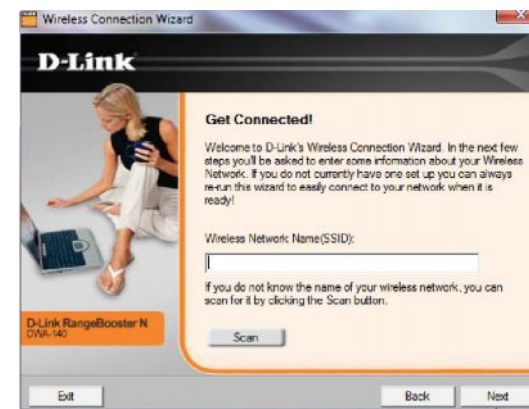 Wireless Connection Wizard
D-Link
Get Connected!
Welcome to D-Link's Wireless Connection Wizard. In the next few
steps you'll be asked to enter some information about your Wireless
Network. If you do not currently have one set up you can always
re-run this wizard to easily connect to your network when it is
ready!
Wireless Network Name(SSID):
If you do not know the name of your wireless network, you can
scan for it by clicking the Scan button.
D-Link RangeBooster N
DWA-140
Scan
Exit
Back
Next